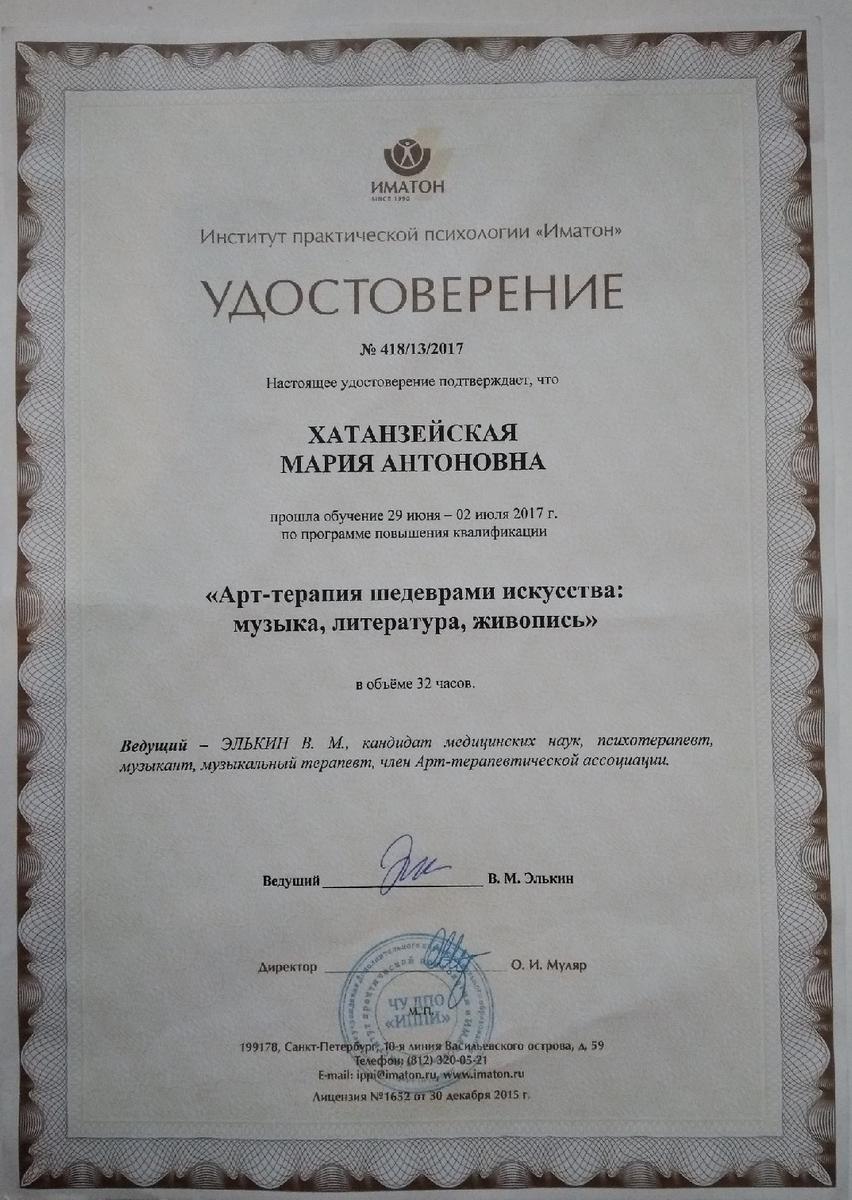 ИМАТОН
SINCE 1990
Институт практической психологии «Иматон»
УДОСТОВЕРЕНИЕ
№ 418/13/2017
Настоящее удостоверение подтверждает, что
ХАТАНЗЕЙСКАЯ
МАРИЯ АНТОНОВНА
прошла обучение 29 июня – 02 июля 2017 г.
по программе повышения квалификации
«Арт-терапия шедеврами искусства:
музыка, литература, живопись»
в объёме 32 часов.
Ведущий – ЭЛЬКИН В. М., кандидат медицинских наук, психотерапевт,
музыкант, музыкальный терапевт, член Арт-терапевтической ассоциации.
Ведущий В. М. Элькин
Директор О. И. Муляр
ЧУ ДПО
«ИППИ»
М.П.
199178, Санкт-Петербург, 10-я линия Васильевского острова, д. 59
Телефон: (812) 320-05-21
E-mail: ippi@imaton.ru, www.imaton.ru
Лицензия №1652 от 30 декабря 2015 г.